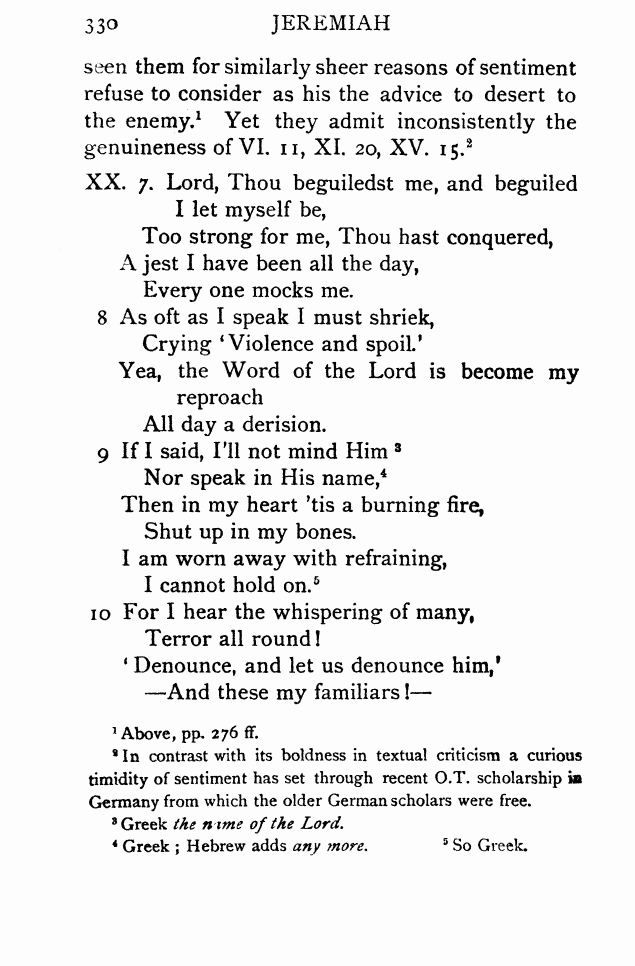 330 JEREMIAH
seen them for similarly sheer reasons of sentiment
refuse to consider as his the advice to desert to
the enemy.¹ Yet they admit inconsistently the
genuineness of VI. 11, XI. 20, XV. 15.²
XX. 7. Lord, Thou beguiledst me, and beguiled
I let myself be,
Too strong for me, Thou hast conquered,
A jest I have been all the day,
Every one mocks me.
8 As oft as I speak I must shriek,
Crying ‘Violence and spoil.’
Yea, the Word of the Lord is become my
reproach
All day a derision.
9 If I said, I’ll not mind Him ³
Nor speak in His name,⁴
Then in my heart ’tis a burning fire,
Shut up in my bones.
I am worn away with refraining,
I cannot hold on.⁵
10 For I hear the whispering of many,
Terror all round!
‘Denounce, and let us denounce him,’
—And these my familiars!—
¹ Above, pp. 276 ff.
² In contrast with its boldness in textual criticism a curious
timidity of sentiment has set through recent O.T. scholarship in
Germany from which the older German scholars were free.
³ Greek the name of the Lord.
⁴ Greek; Hebrew adds any more. ⁵ So Greek.